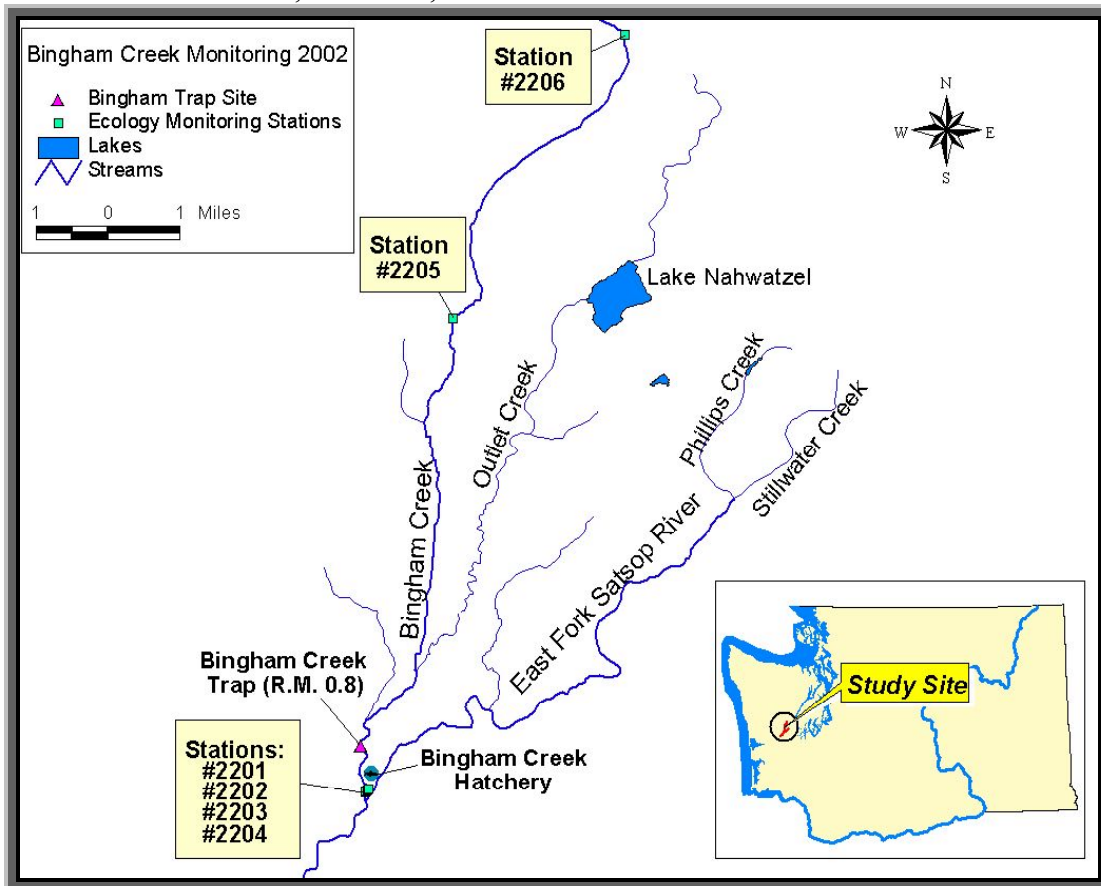 Bingham Creek Monitoring 2002
Bingham Trap Site
Ecology Monitoring Stations
Lakes
Streams
1 0 1 Miles
Station
#2206
N
W E
S
Station
#2205
Lake Nahwatzel
Outlet Creek
Phillips Creek
Stillwater Creek
Bingham Creek
East Fork Satsop River
Bingham Creek
Trap (R.M. 0.8)
Stations:
#2201
#2202
#2203
#2204
Bingham Creek
Hatchery
Study Site